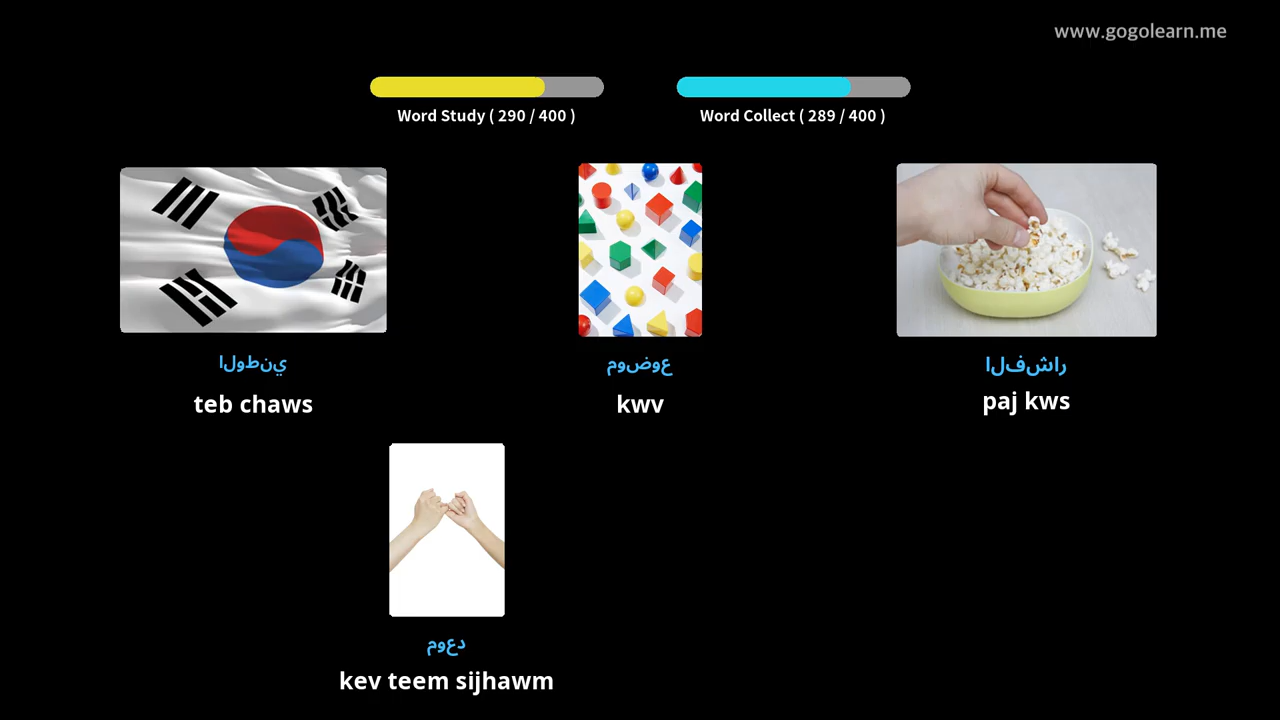 www.gogolearn.me
Word Study ( 290 / 400 )
Word Collect ( 289 / 400 )
الوطني
teb chaws
موضوع
kwv
الفشار
paj kws
موعد
kev teem sijhawm